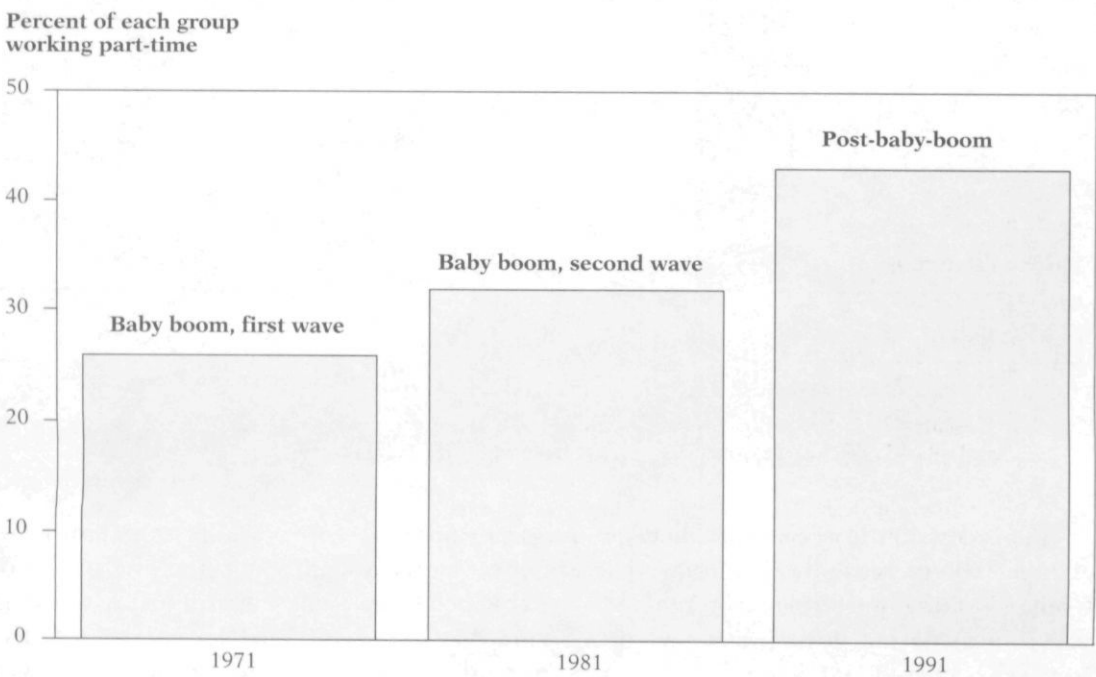 Percent of each group
working part-time
50
40
30
20
10
0
Baby boom, first wave
Baby boom, second wave
Post-baby-boom
1971
1981
1991